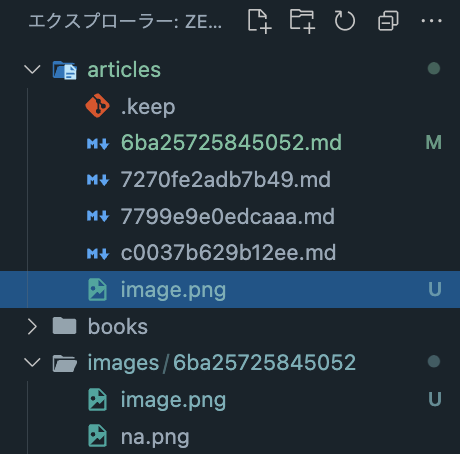 エクスプローラー: ZE...
articles
.keep
6ba25725845052.md M
7270fe2adb7b49.md
7799e9e0edcaaa.md
c0037b629b12ee.md
image.png U
books
images/6ba25725845052
image.png U
na.png